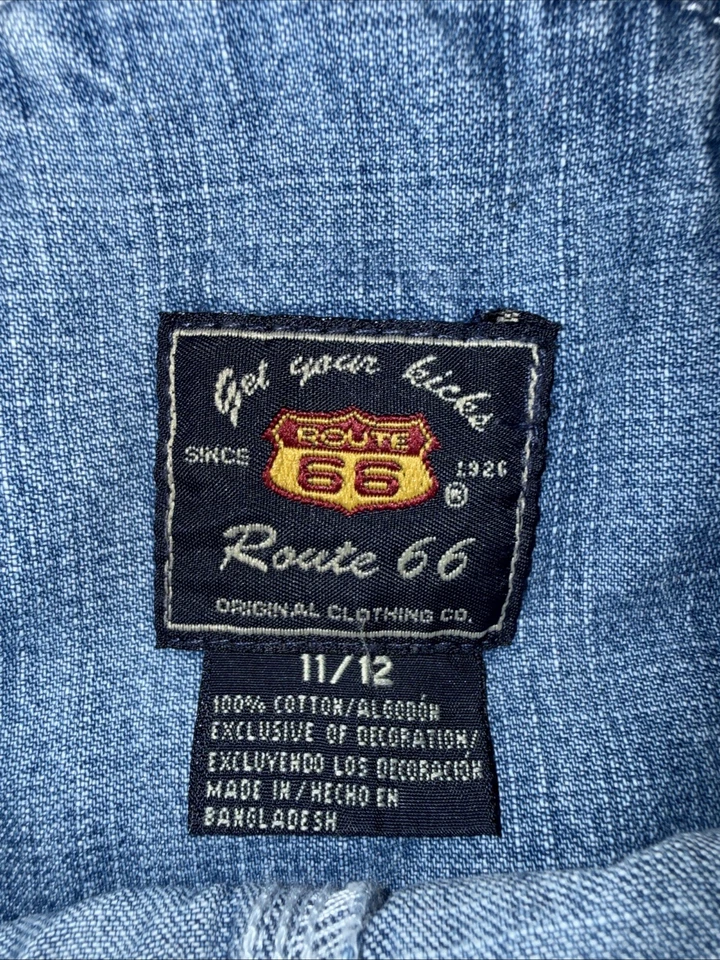 Get your kicks
ROUTE
66
SINCE 1926
®
Route 66
ORIGINAL CLOTHING CO.
11/12
100% COTTON/ALGODÓN
EXCLUSIVE OF DECORATION/
EXCLUYENDO LOS DECORACIÓN
MADE IN/HECHO EN
BANGLADESH